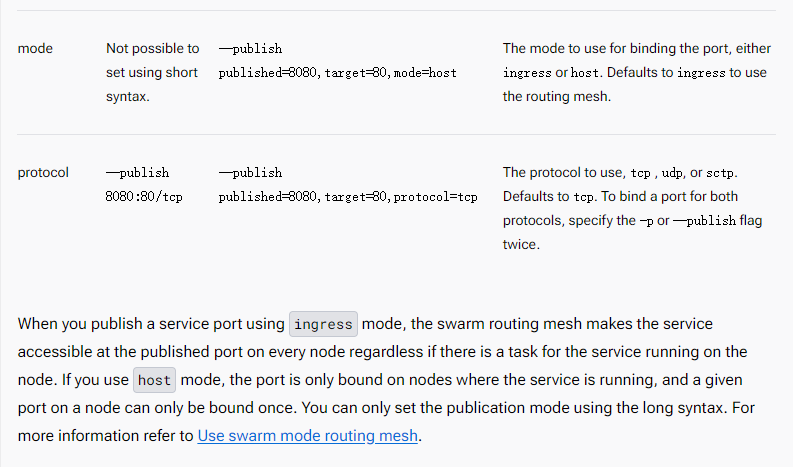 mode Not possible to set using short syntax. --publish published=8080,target=80,mode=host The mode to use for binding the port, either ingress or host. Defaults to ingress to use the routing mesh.
protocol --publish 8080:80/tcp --publish published=8080,target=80,protocol=tcp The protocol to use, tcp , udp, or sctp. Defaults to tcp. To bind a port for both protocols, specify the -p or --publish flag twice.
When you publish a service port using ingress mode, the swarm routing mesh makes the service
accessible at the published port on every node regardless if there is a task for the service running on the
node. If you use host mode, the port is only bound on nodes where the service is running, and a given
port on a node can only be bound once. You can only set the publication mode using the long syntax. For
more information refer to Use swarm mode routing mesh.